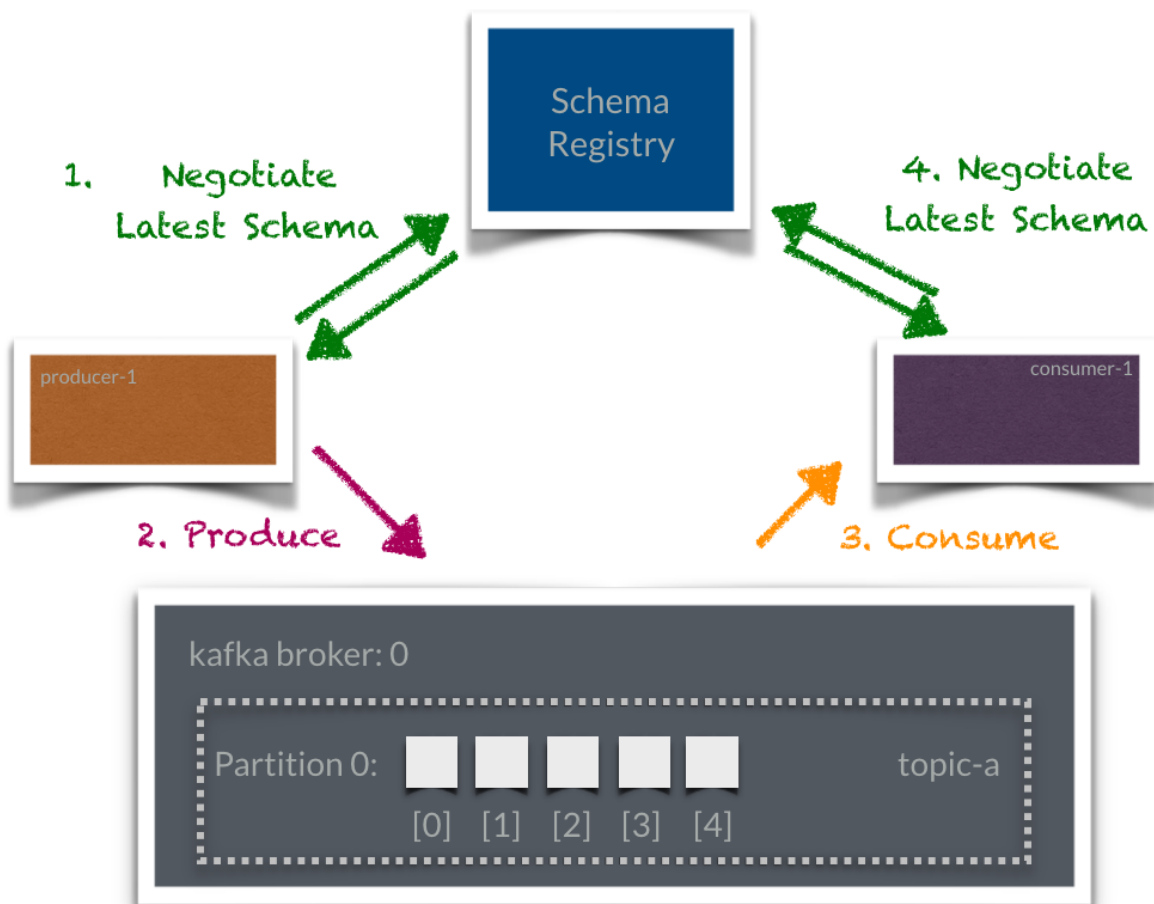 Schema
Registry
1. Negotiate
Latest Schema
4. Negotiate
Latest Schema
producer-1
consumer-1
2. Produce
3. Consume
kafka broker: 0
Partition 0:
topic-a
[0] [1] [2] [3] [4]